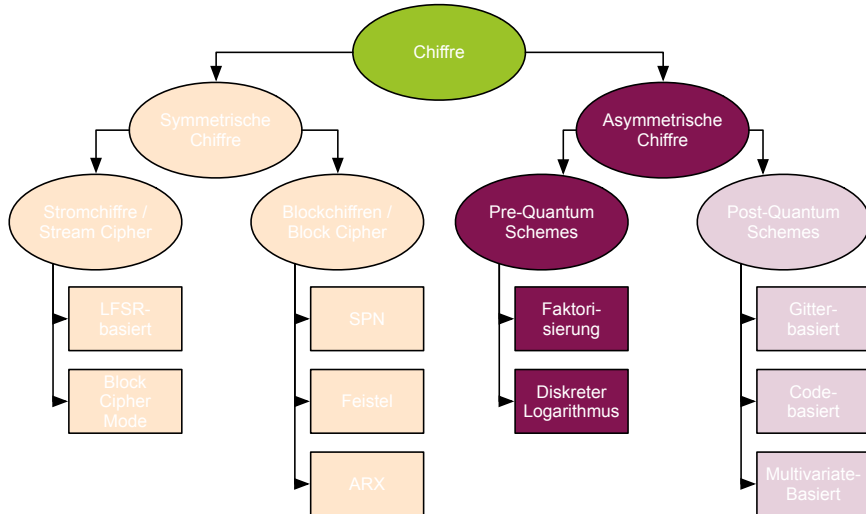 Chiffre
Symmetrische
Chiffre
Asymmetrische
Chiffre
Stromchiffre /
Stream Cipher
Blockchiffren /
Block Cipher
Pre-Quantum
Schemes
Post-Quantum
Schemes
LFSR-
basiert
SPN
Faktori-
sierung
Gitter-
basiert
Block
Cipher
Mode
Feistel
Diskreter
Logarithmus
Code-
basiert
ARX
Multivariate-
Basiert